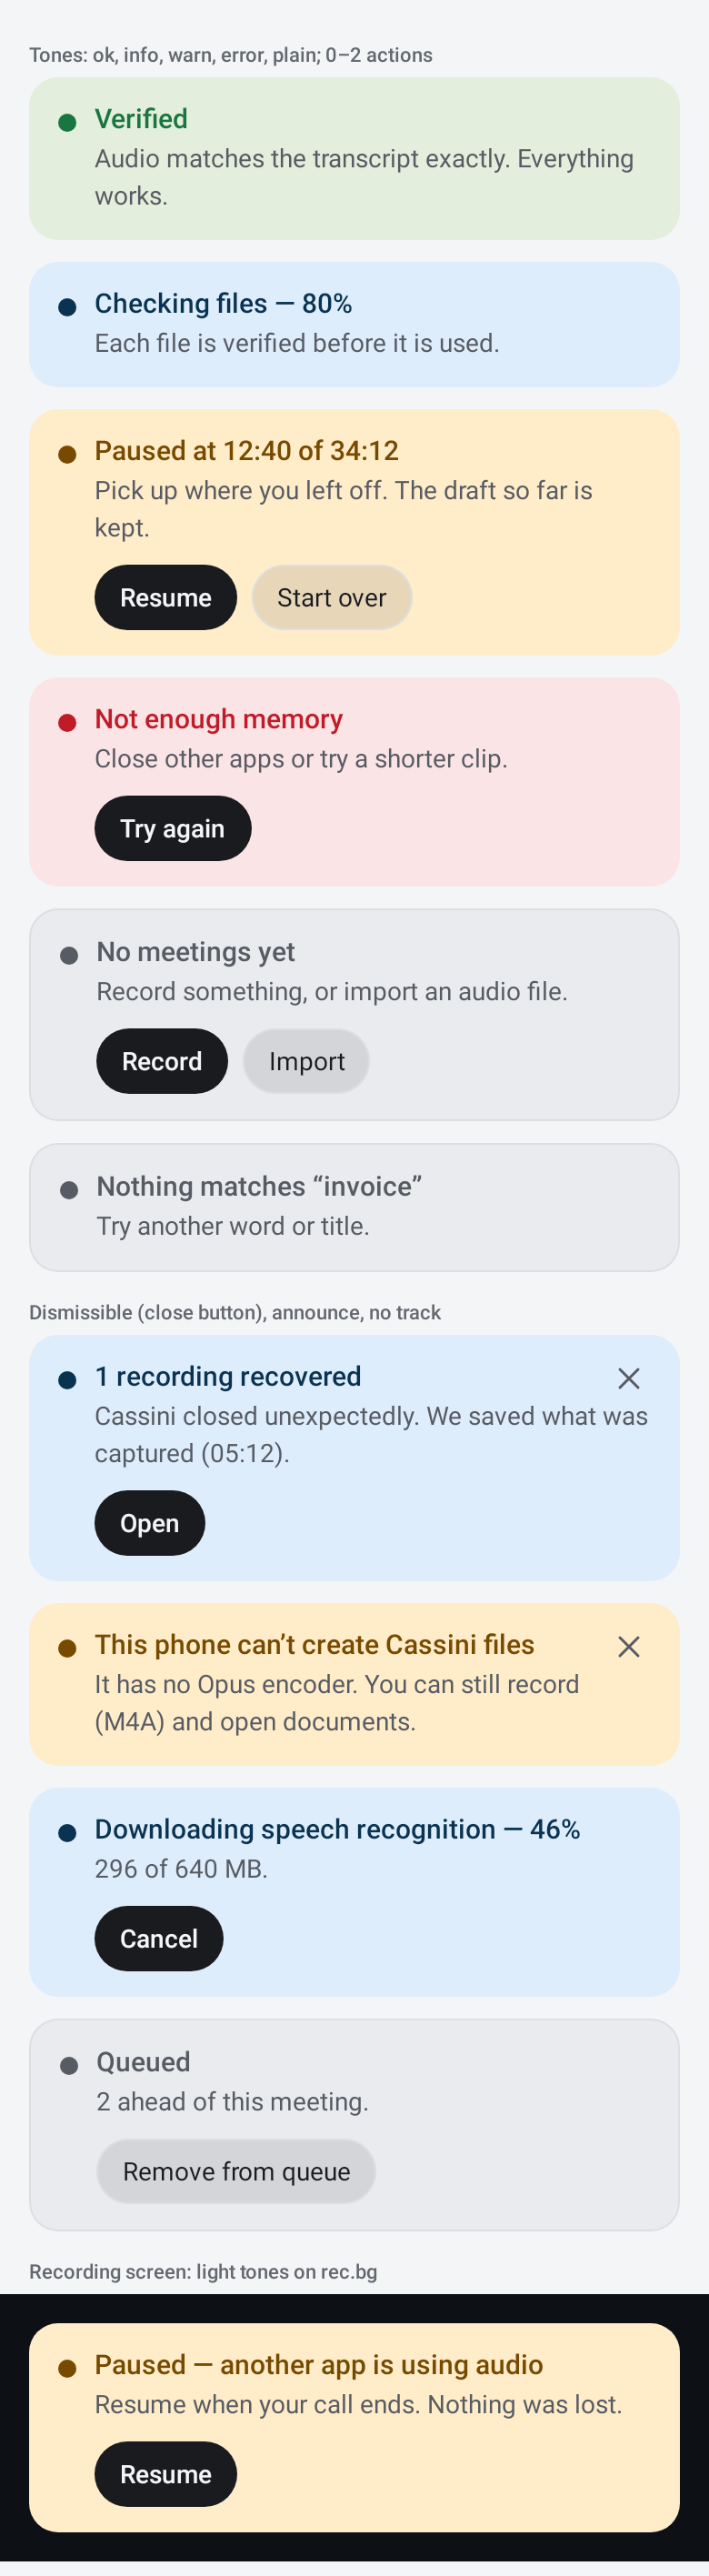 Tones: ok, info, warn, error, plain; 0–2 actions
Verified
Audio matches the transcript exactly. Everything
works.
Checking files — 80%
Each file is verified before it is used.
Paused at 12:40 of 34:12
Pick up where you left off. The draft so far is
kept.
Resume
Start over
Not enough memory
Close other apps or try a shorter clip.
Try again
No meetings yet
Record something, or import an audio file.
Record
Import
Nothing matches “invoice”
Try another word or title.
Dismissible (close button), announce, no track
1 recording recovered
Cassini closed unexpectedly. We saved what was
captured (05:12).
Open
This phone can’t create Cassini files
It has no Opus encoder. You can still record
(M4A) and open documents.
Downloading speech recognition — 46%
296 of 640 MB.
Cancel
Queued
2 ahead of this meeting.
Remove from queue
Recording screen: light tones on rec.bg
Paused — another app is using audio
Resume when your call ends. Nothing was lost.
Resume